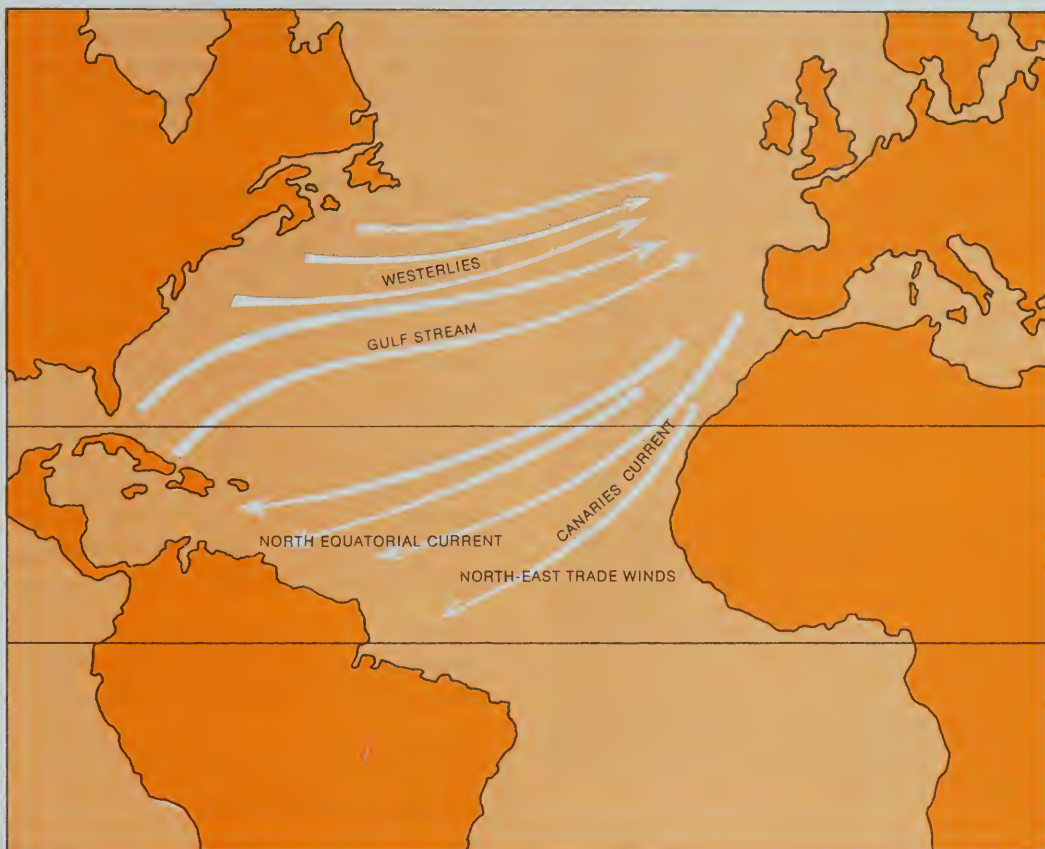 WESTERLIES
GULF STREAM
CANARIES CURRENT
NORTH EQUATORIAL CURRENT
NORTH-EAST TRADE WINDS